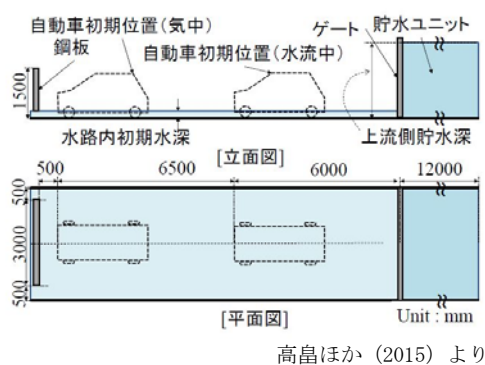 自動車初期位置(気中)
鋼板
自動車初期位置(水流中)
ゲート
貯水ユニット
1500
水路内初期水深
上流側貯水深
[立面図]
500
6500
6000
12000
500
3000
500
[平面図]
Unit : mm
高畠ほか (2015) より